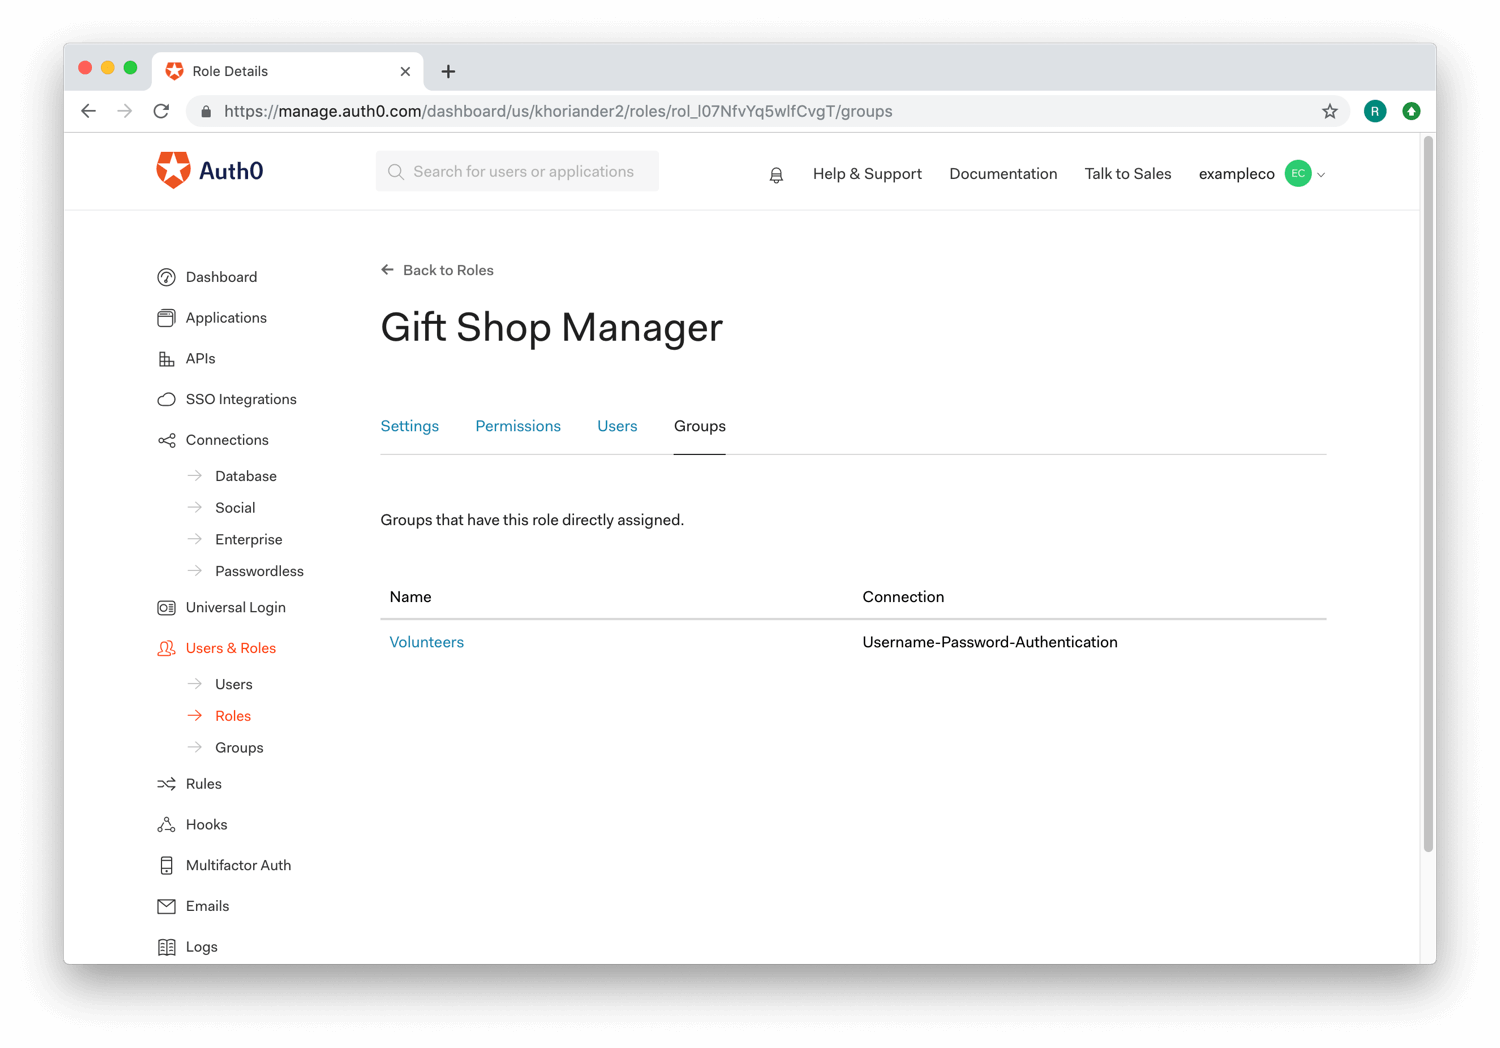 Role Details
https://manage.auth0.com/dashboard/us/khoriander2/roles/rol_l07NfvYq5wlfCvgT/groups
R
Auth0
Search for users or applications
Help & Support
Documentation
Talk to Sales
exampleco
EC
Dashboard
Applications
APIs
SSO Integrations
Connections
Database
Social
Enterprise
Passwordless
Universal Login
Users & Roles
Users
Roles
Groups
Rules
Hooks
Multifactor Auth
Emails
Logs
Back to Roles
Gift Shop Manager
Settings
Permissions
Users
Groups
Groups that have this role directly assigned.
Name
Connection
Volunteers
Username-Password-Authentication